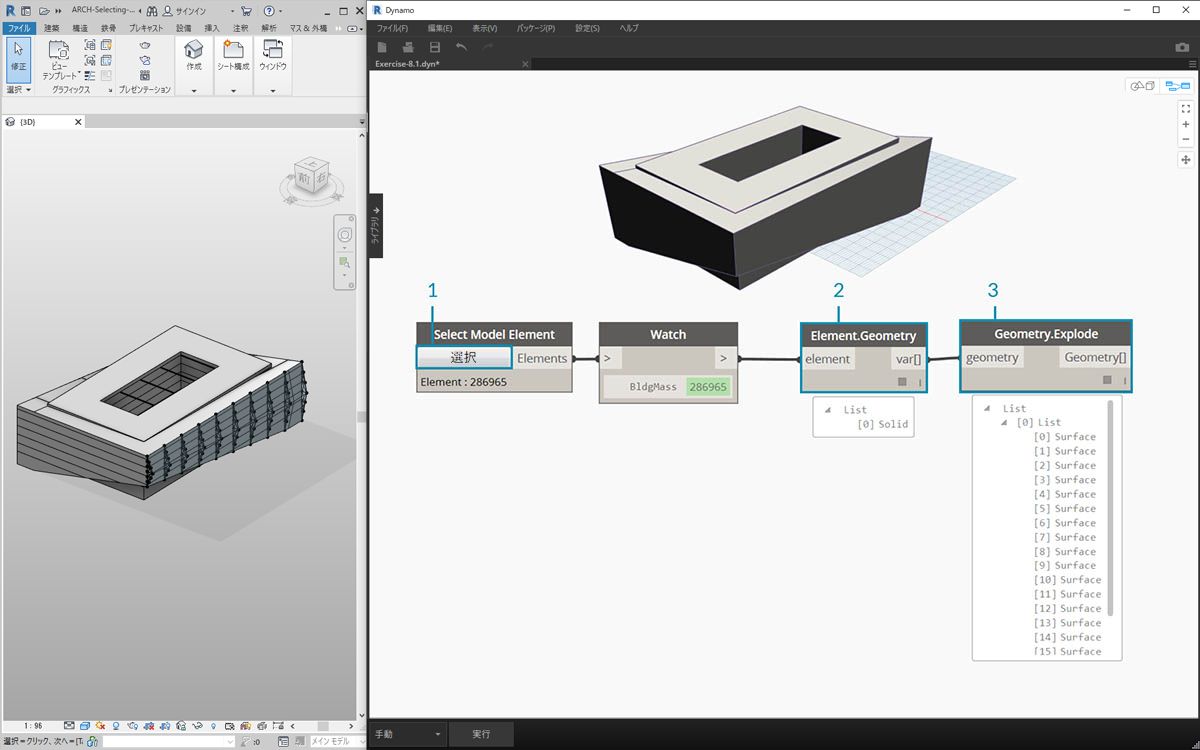 ARCH-Selecting-...
サインイン
ファイル 建築 構造 鉄骨 プレキャスト 設備 挿入 注釈 解析 マス & 外構
修正
ビュー
テンプレート
作成
シート構成
ウィンドウ
選択
グラフィックス
プレゼンテーション
{3D}
前
右
1 : 96
選択=クリック、次へ=[T
:0
メイン モデル
Dynamo
ファイル(F) 編集(E) 表示(V) パッケージ(P) 設定(S) ヘルプ
Exercise-8.1.dyn*
ライブラリ
1
2
3
Select Model Element
選択
Elements
Element : 286965
Watch
>
>
BldgMass 286965
Element.Geometry
element
var[]
List
[0] Solid
Geometry.Explode
geometry
Geometry[]
List
[0] List
[0] Surface
[1] Surface
[2] Surface
[3] Surface
[4] Surface
[5] Surface
[6] Surface
[7] Surface
[8] Surface
[9] Surface
[10] Surface
[11] Surface
[12] Surface
[13] Surface
[14] Surface
[15] Surface
手動
実行